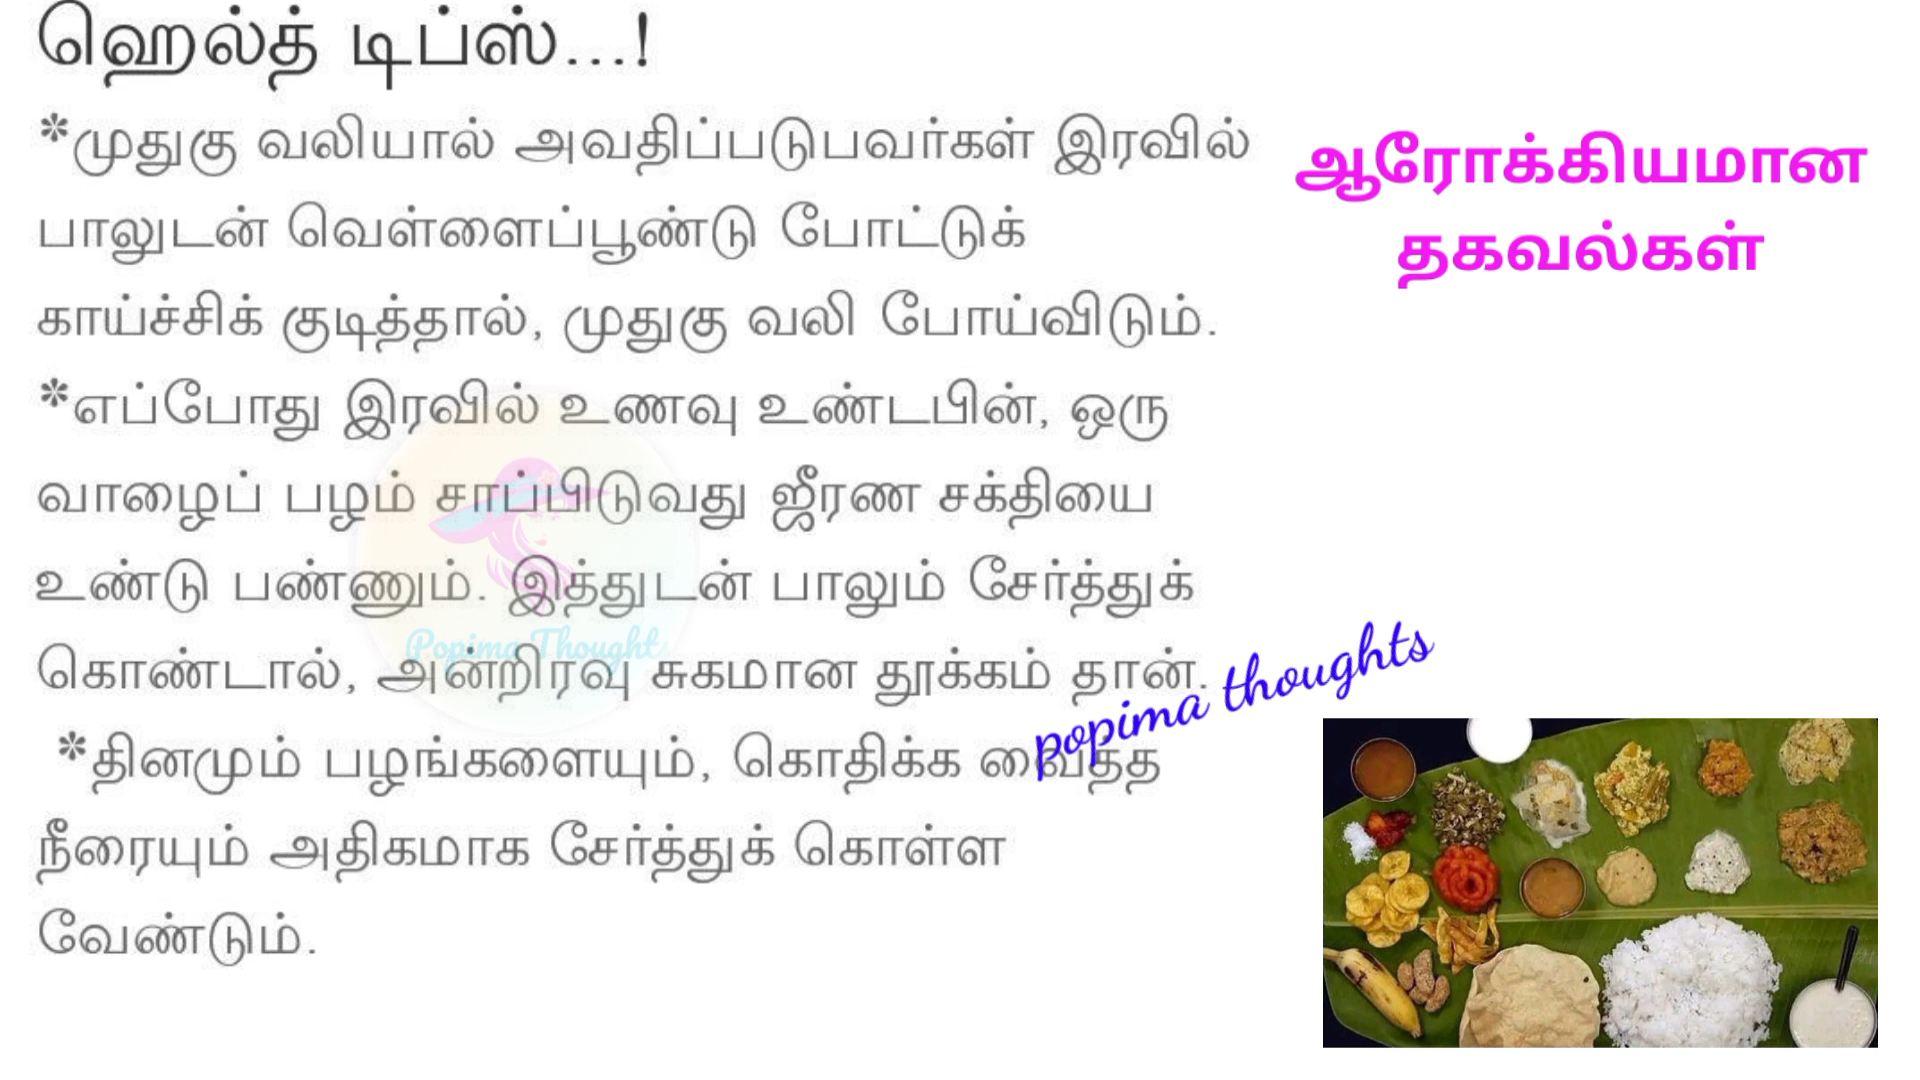 ஹெல்த் டிப்ஸ்...!
*முதுகு வலியால் அவதிப்படுபவர்கள் இரவில்
பாலுடன் வெள்ளைப்பூண்டு போட்டுக்
காய்ச்சிக் குடித்தால், முதுகு வலி போய்விடும்.
*எப்போது இரவில் உணவு உண்டபின், ஒரு
வாழைப் பழம் சாப்பிடுவது ஜீரண சக்தியை
உண்டு பண்ணும். இத்துடன் பாலும் சேர்த்துக்
கொண்டால், அன்றிரவு சுகமான தூக்கம் தான்.
*தினமும் பழங்களையும், கொதிக்க வைத்த
நீரையும் அதிகமாக சேர்த்துக் கொள்ள
வேண்டும்.
ஆரோக்கியமான
தகவல்கள்
popima thoughts
Popima Thought